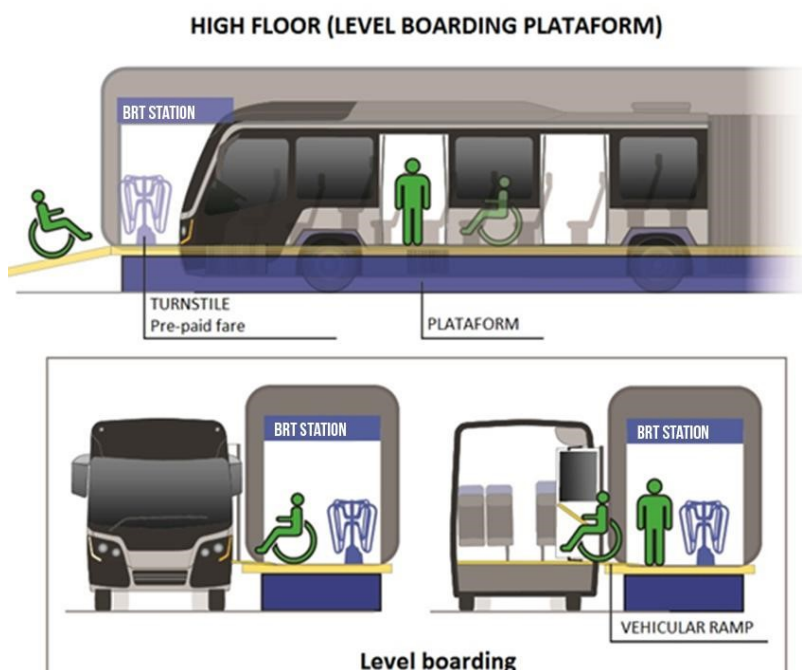 HIGH FLOOR (LEVEL BOARDING PLATAFORM)
BRT STATION
TURNSTILE
Pre-paid fare
PLATAFORM
BRT STATION
BRT STATION
VEHICULAR RAMP
Level boarding